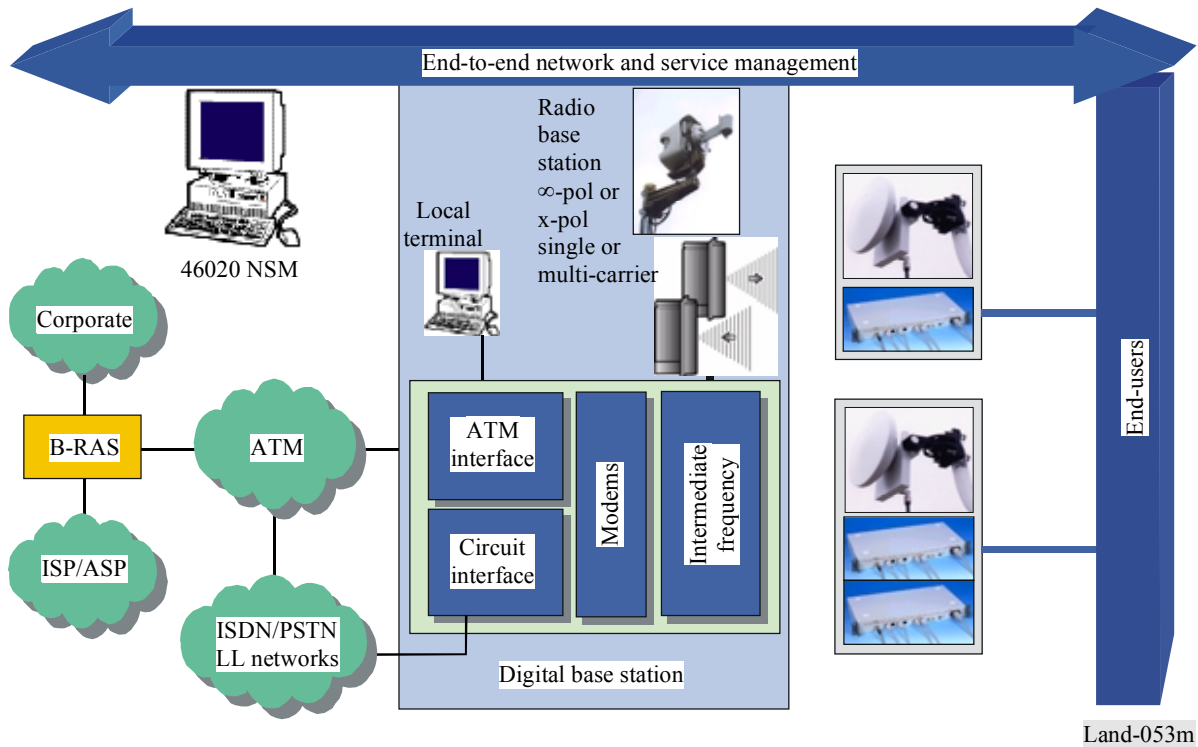 End-to-end network and service management
Radio
base
station
∞-pol or
x-pol
single or
multi-carrier
Local
terminal
46020 NSM
Corporate
B-RAS
ATM
ISP/ASP
ISDN/PSTN
LL networks
ATM
interface
Circuit
interface
Modems
Intermediate
frequency
Digital base station
End-users
Land-053m